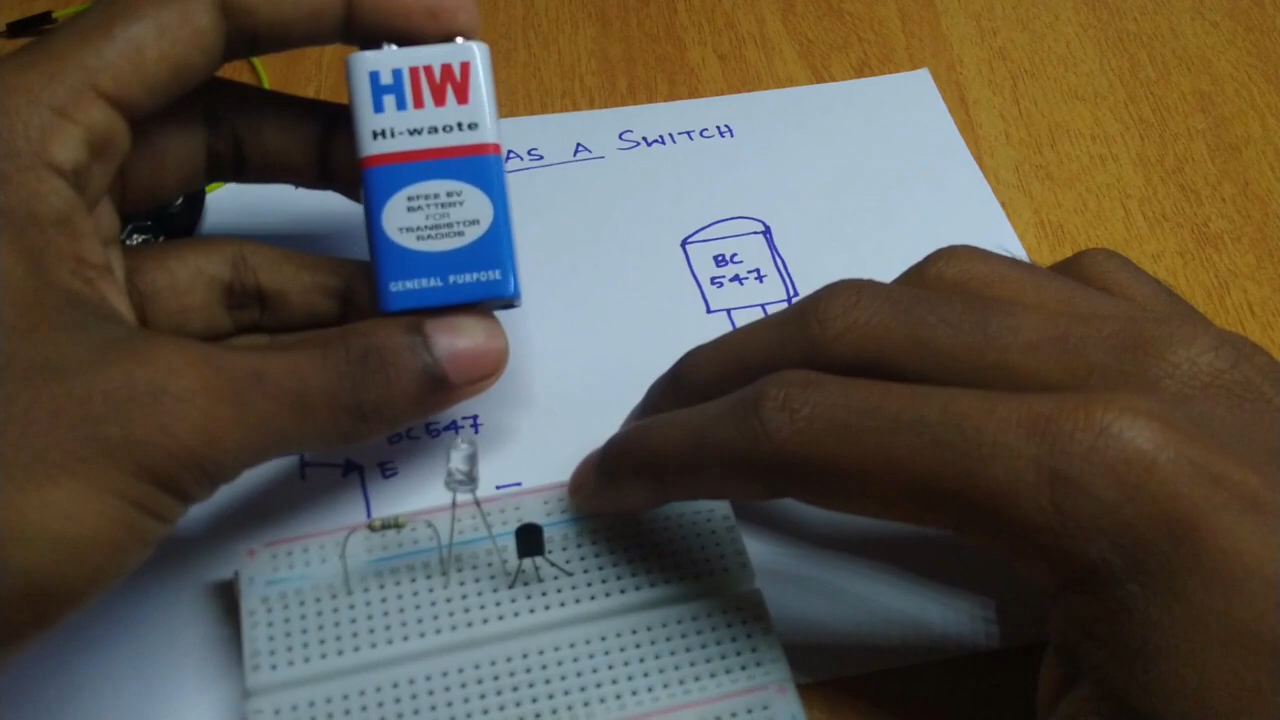 HIW
Hi-waote
6F22 9V
BATTERY
FOR
TRANSISTOR
RADIOS
GENERAL PURPOSE
AS A SWITCH
BC
547
BC547
E